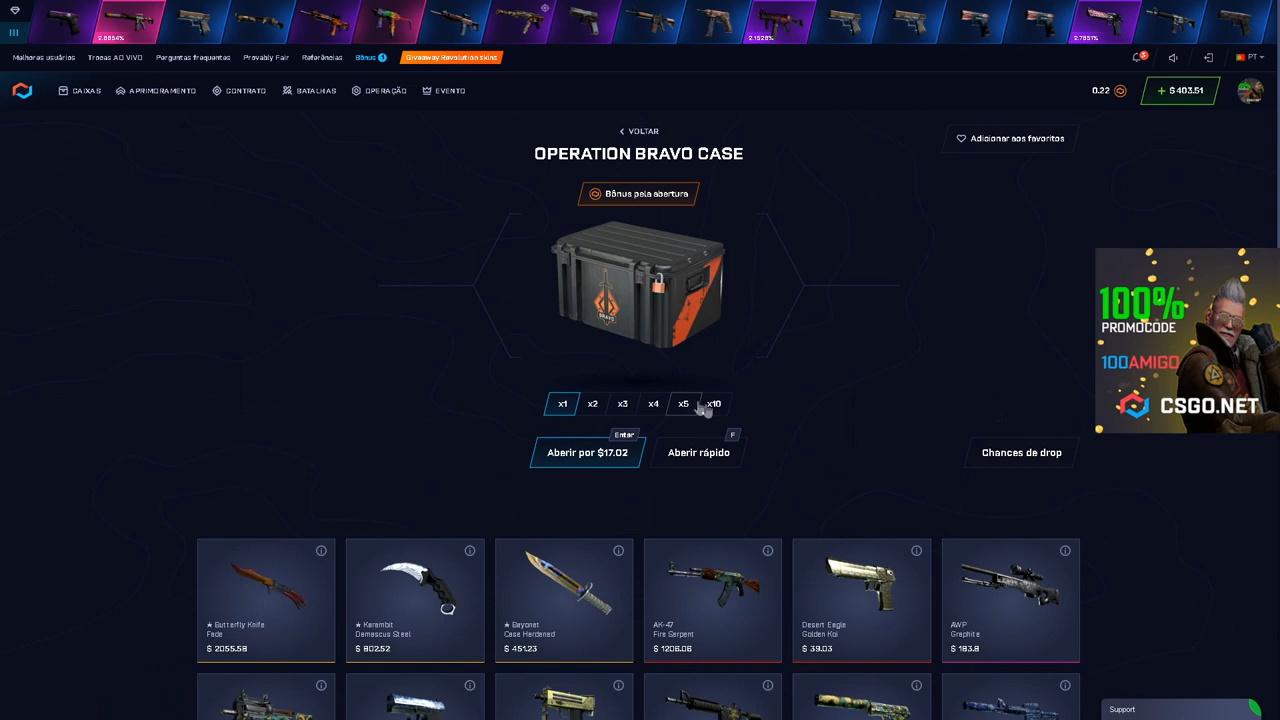 2.8854%
2.1528%
2.7851%
Melhores usuários
Trocas AO VIVO
Perguntas frequentes
Provably Fair
Referências
Bônus
Giveaway Revolution skins
3
PT
CAIXAS
APRIMORAMENTO
CONTRATO
BATALHAS
OPERAÇÃO
EVENTO
0.22
+ $ 403.51
VOLTAR
Adicionar aos favoritos
OPERATION BRAVO CASE
Bônus pela abertura
BRAVO
100%
PROMOCODE
100AMIGO
CSGO.NET
x1 x2 x3 x4 x5 x10
Enter
F
Aberir por $17.02
Aberir rápido
Chances de drop
★ Butterfly Knife
Fade
$ 2055.58
★ Karambit
Damascus Steel
$ 802.52
★ Bayonet
Case Hardened
$ 451.23
AK-47
Fire Serpent
$ 1206.06
Desert Eagle
Golden Koi
$ 39.03
AWP
Graphite
$ 183.8
Support